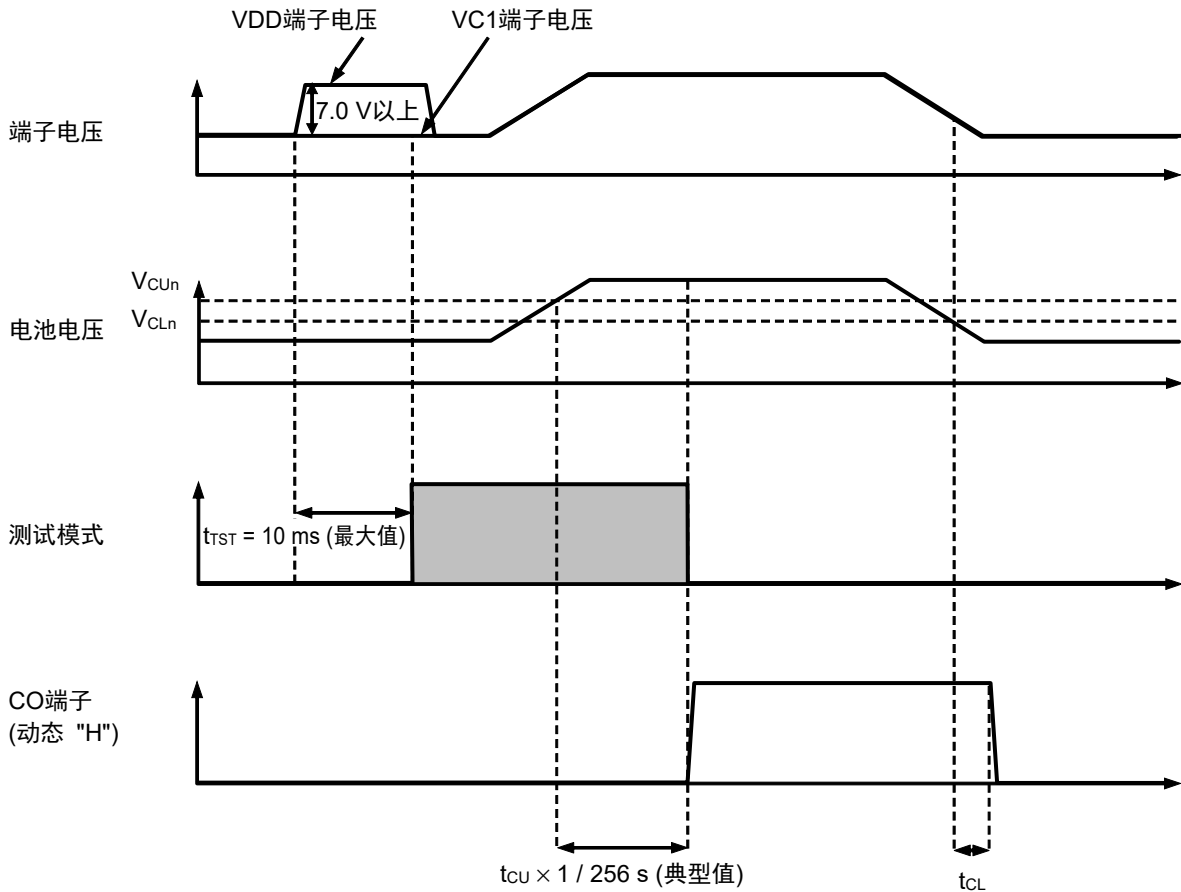 VDD端子电压
VC1端子电压
端子电压
7.0 V以上
VCUn
VCLn
电池电压
测试模式
tTST = 10 ms (最大值)
CO端子
(动态 "H")
tCU × 1 / 256 s (典型值)
tCL